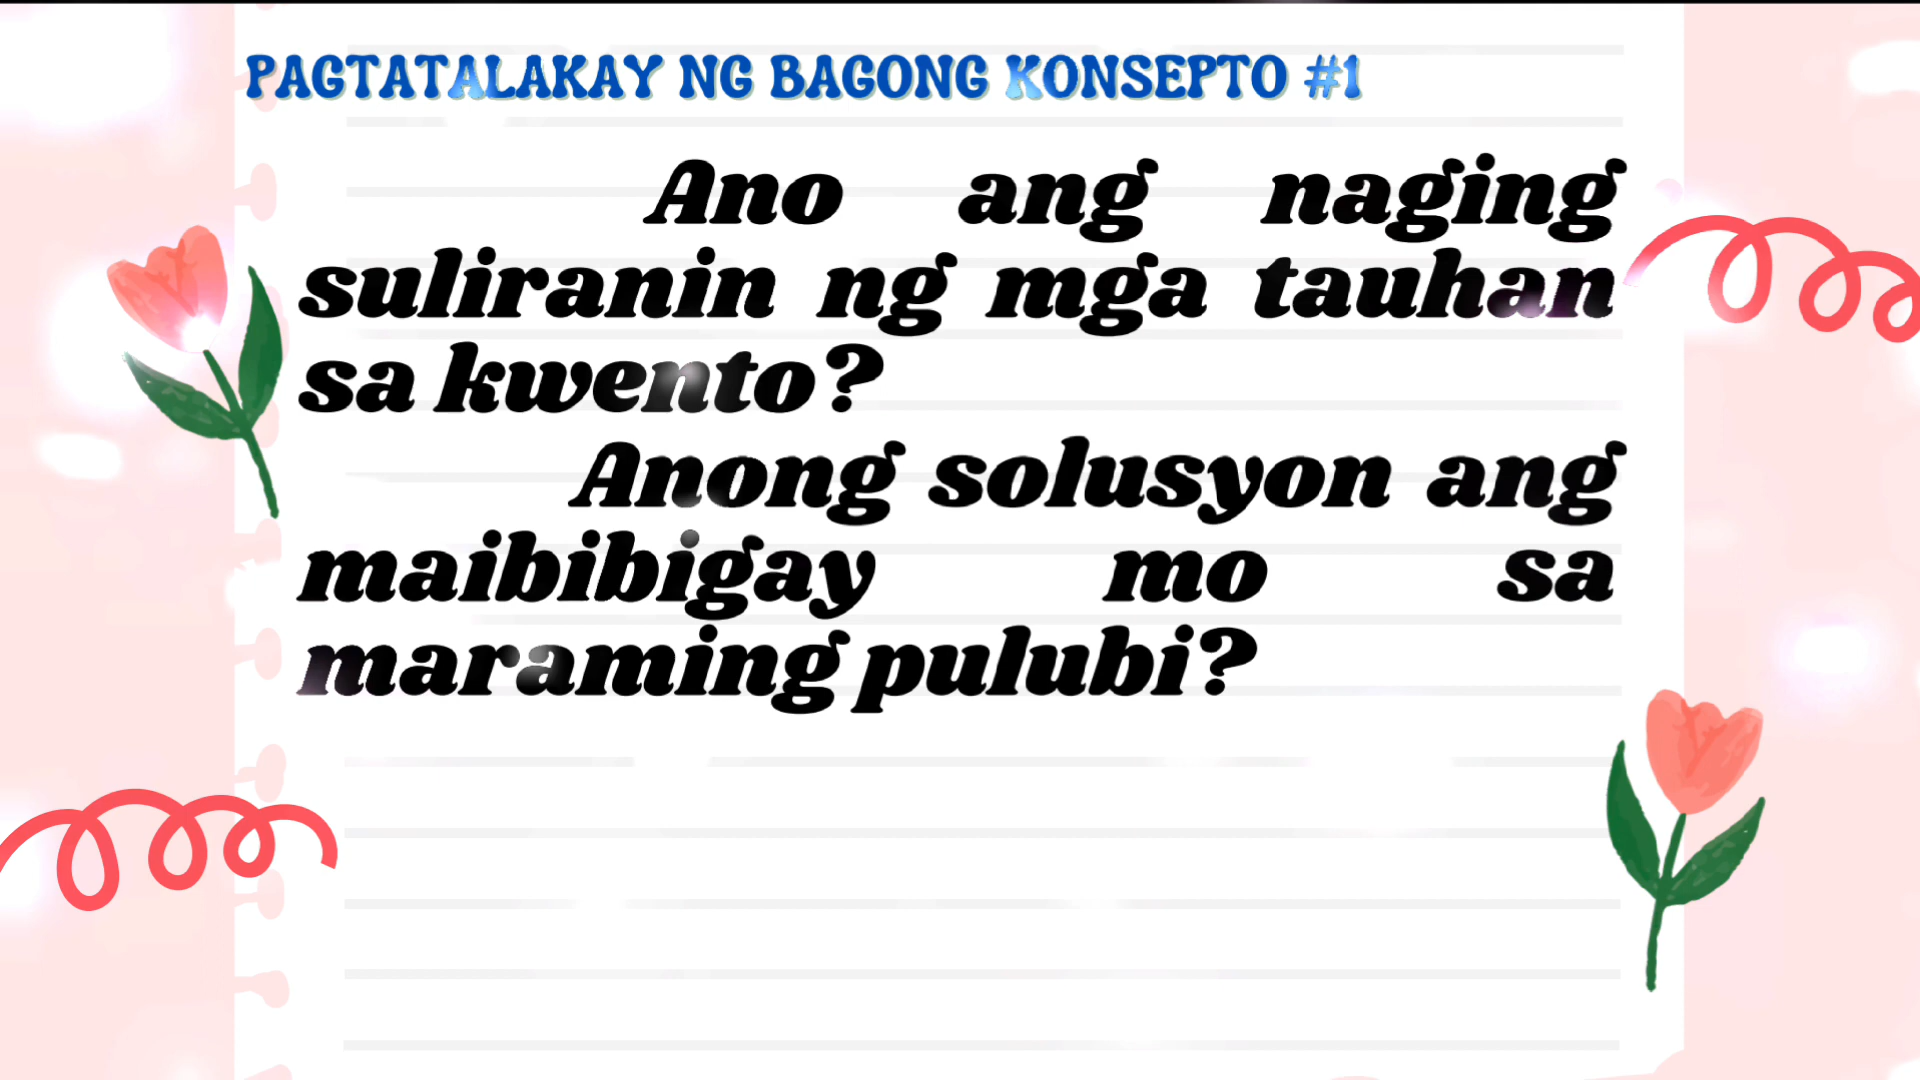 PAGTATALAKAY NG BAGONG KONSEPTO #1
Ano ang naging
suliranin ng mga tauhan
sa kwento?
Anong solusyon ang
maibibigay mo sa
maraming pulubi?